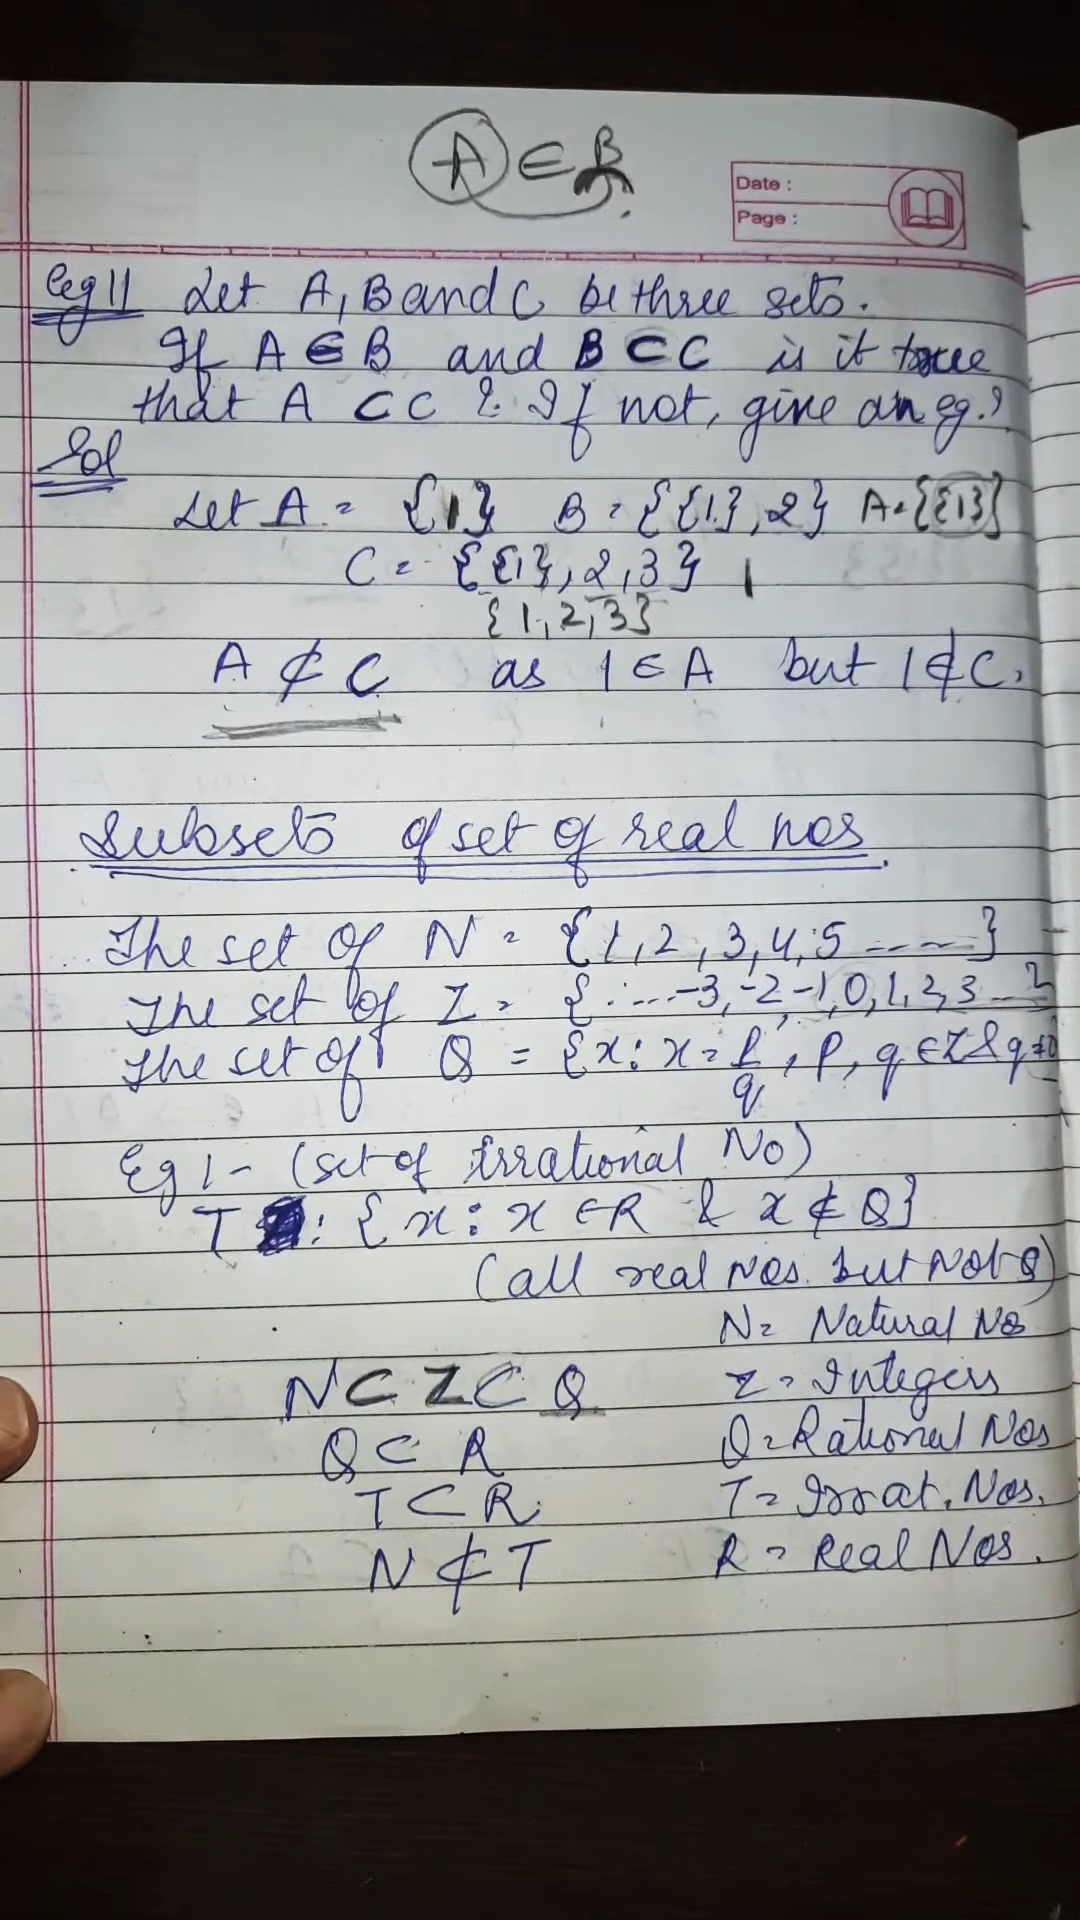 A ∈ B
Date :
Page :
Eg 11 Let A, B and C be three sets.
If A ∈ B and B ⊂ C is it true
that A ⊂ C ? If not, give an eg.?
Sol
Let A = {1} B = {{1}, 2} A = {{1}}
C = {{1}, 2, 3}
{1, 2, 3}
A ⊄ C as 1 ∈ A but 1 ∉ C.
Subsets of set of real nos.
The set of N = {1, 2, 3, 4, 5 -----}
The set of Z = {.....-3, -2, -1, 0, 1, 2, 3 ...}
The set of Q = {x : x = p/q, p, q ∈ Z & q ≠ 0
Eg 1 - (set of Irrational No)
T : {x : x ∈ R & x ∉ Q}
(all real Nos. but Not Q)
N = Natural No
N ⊂ Z ⊂ Q Z = Integers
Q ⊂ R Q = Rational Nos
T ⊂ R. T = Irrat. Nos.
N ⊄ T R = Real Nos.